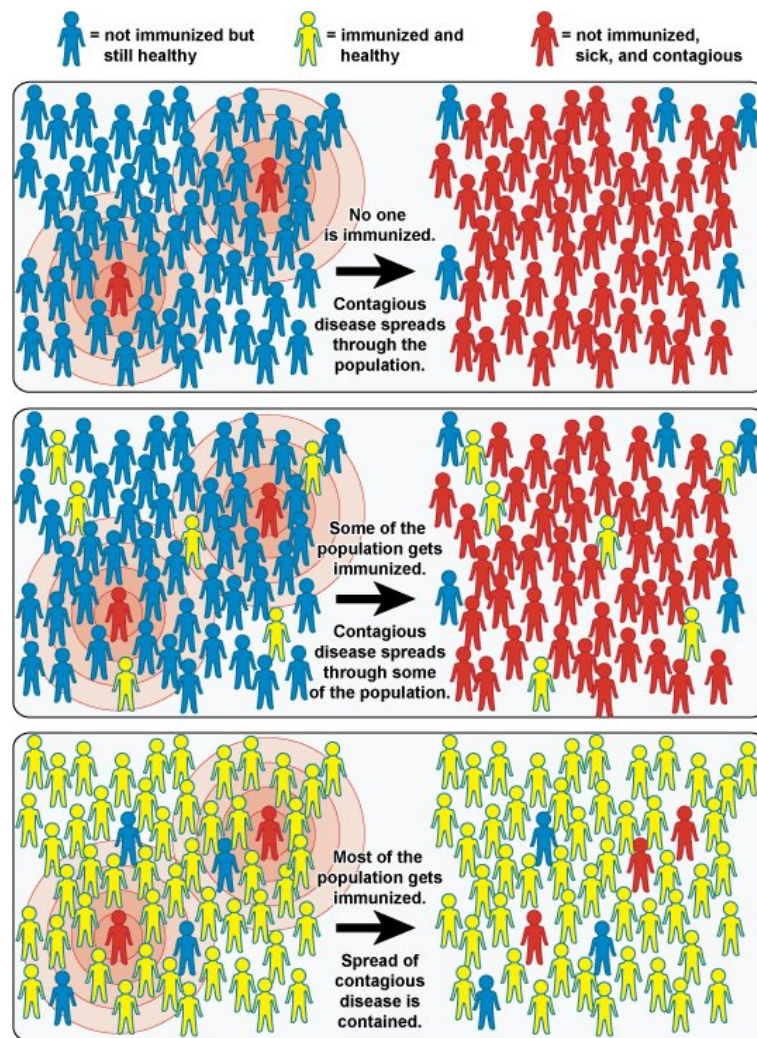 = not immunized but
still healthy
= immunized and
healthy
= not immunized,
sick, and contagious
No one
is immunized.
Contagious
disease spreads
through the
population.
Some of the
population gets
immunized.
Contagious
disease spreads
through some
of the population.
Most of the
population gets
immunized.
Spread of
contagious
disease is
contained.